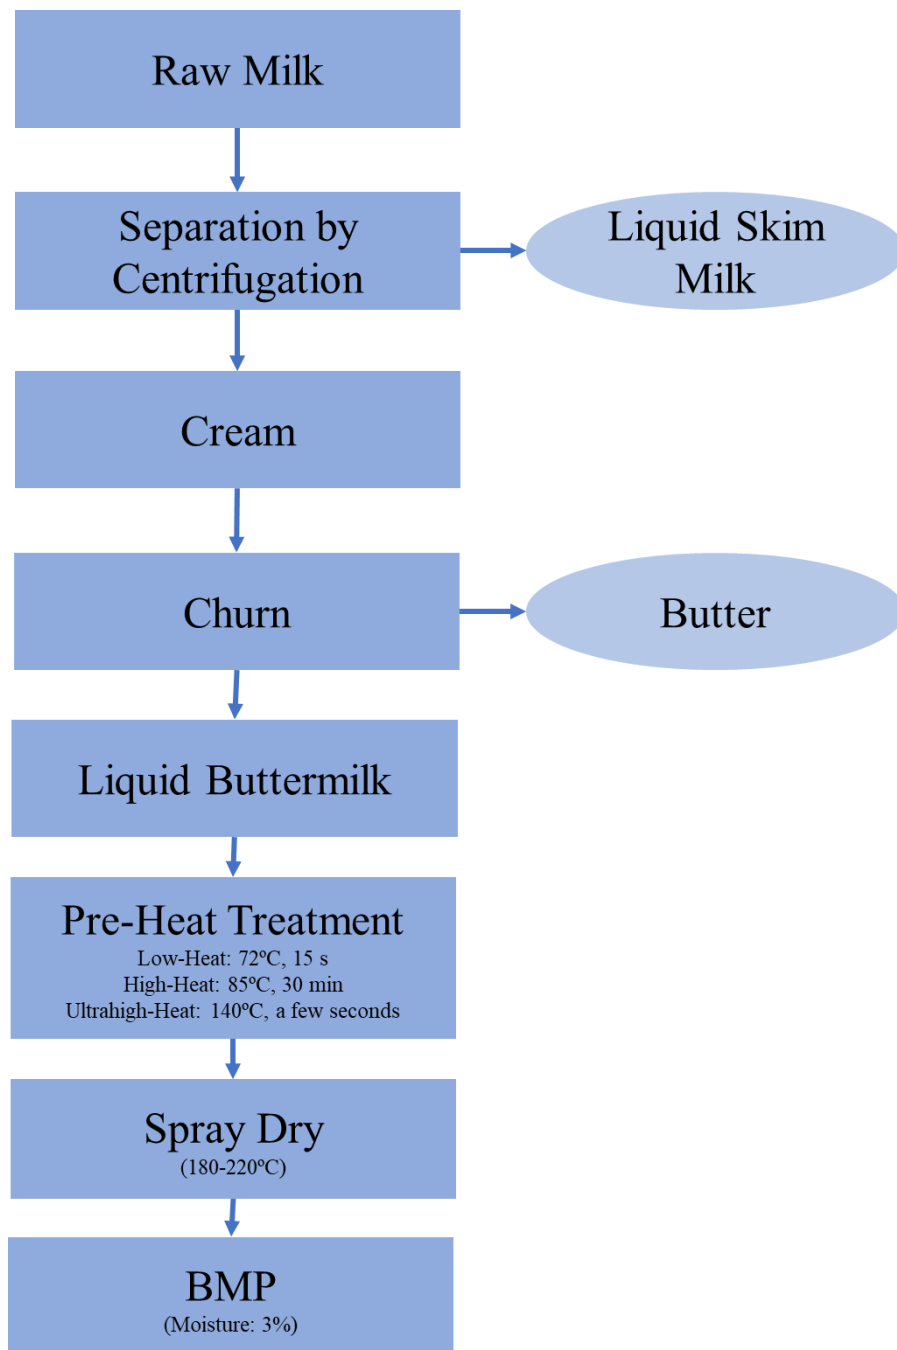 Raw Milk
Separation by
Centrifugation
Liquid Skim
Milk
Cream
Churn
Butter
Liquid Buttermilk
Pre-Heat Treatment
Low-Heat: 72ºC, 15 s
High-Heat: 85ºC, 30 min
Ultrahigh-Heat: 140ºC, a few seconds
Spray Dry
(180-220ºC)
BMP
(Moisture: 3%)